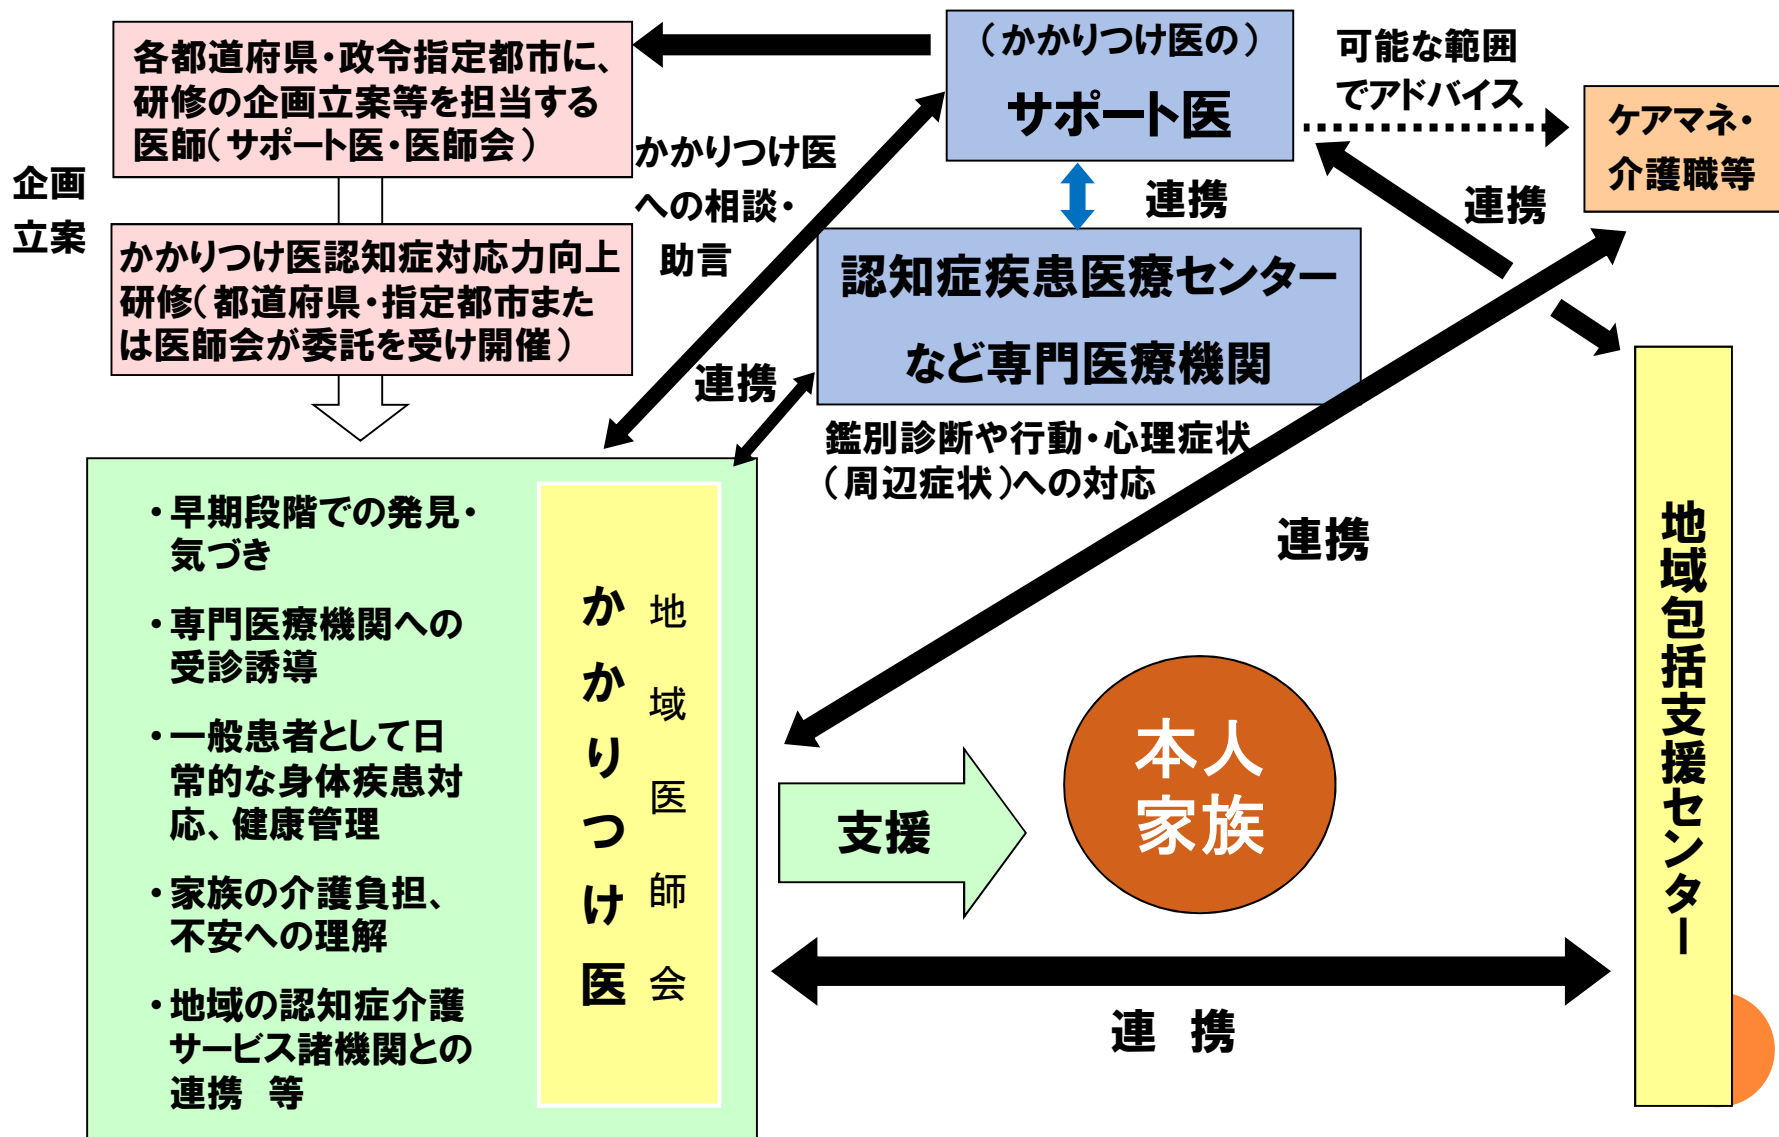 各都道府県・政令指定都市に、
研修の企画立案等を担当する
医師(サポート医・医師会)
企画
立案
かかりつけ医認知症対応力向上
研修(都道府県・指定都市また
は医師会が委託を受け開催)
(かかりつけ医の)
サポート医
可能な範囲
でアドバイス
ケアマネ・
介護職等
かかりつけ医
への相談・
助言
連携
連携
連携
認知症疾患医療センター
など専門医療機関
鑑別診断や行動・心理症状
(周辺症状)への対応
連携
・早期段階での発見・
気づき
・専門医療機関への
受診誘導
・一般患者として日
常的な身体疾患対
応、健康管理
・家族の介護負担、
不安への理解
・地域の認知症介護
サービス諸機関との
連携 等
かかりつけ医
地域医師会
支援
本人
家族
連 携
地域包括支援センター